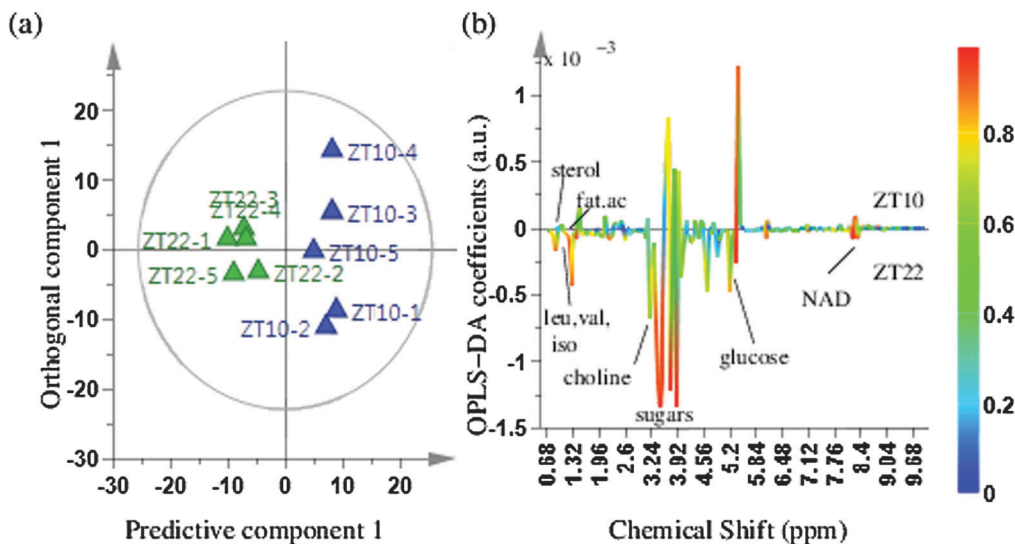 (a)
Orthogonal component 1
20
10
0
-10
-20
-30
-30
-20
-10
0
10
20
Predictive component 1
ZT10-4
ZT22-3
ZT22-4
ZT10-3
ZT22-1
ZT10-5
ZT22-5
ZT22-2
ZT10-2
ZT10-1
(b)
x 10 −3
OPLS−DA coefficients (a.u.)
1
0.5
0
-0.5
-1
-1.5
sterol
fat.ac
ZT10
ZT22
NAD
leu,val,
iso
choline
glucose
sugars
0.68
1.32
1.96
2.6
3.24
3.92
4.56
5.2
5.84
6.48
7.12
7.76
8.4
9.04
9.68
Chemical Shift (ppm)
0.8
0.6
0.4
0.2
0